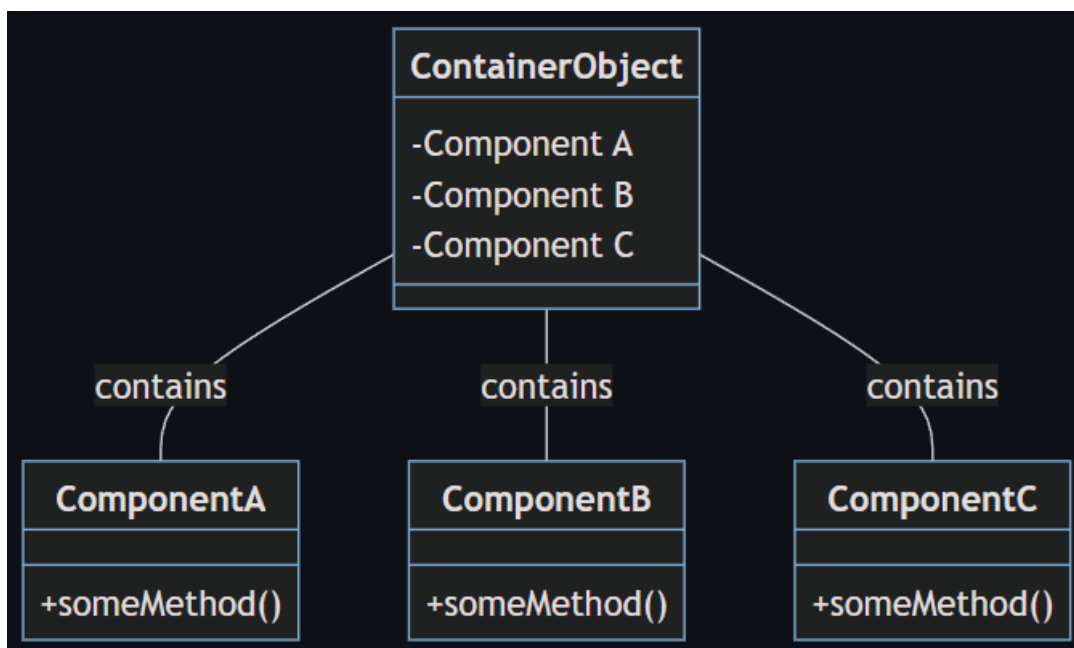 ContainerObject
-Component A
-Component B
-Component C
contains
contains
contains
ComponentA
ComponentB
ComponentC
+someMethod()
+someMethod()
+someMethod()